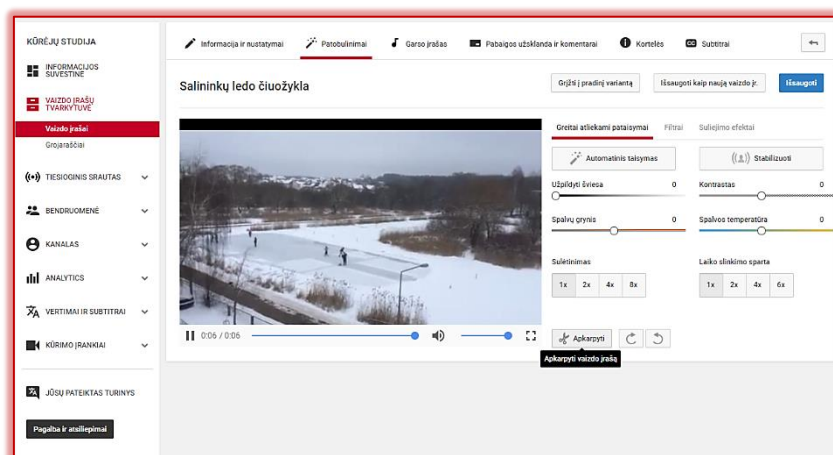 KŪRĖJŲ STUDIJA
INFORMACIJOS
SUVESTINĖ
VAIZDO ĮRAŠŲ
TVARKYTUVĖ
Vaizdo įrašai
Grojaraščiai
TIESIOGINIS SRAUTAS
BENDRUOMENĖ
KANALAS
ANALYTICS
VERTIMAI IR SUBTITRAI
KŪRIMO ĮRANKIAI
JŪSŲ PATEIKTAS TURINYS
Pagalba ir atsiliepimai
Informacija ir nustatymai
Patobulinimai
Garso įrašas
Pabaigos užsklanda ir komentarai
Kortelės
CC Subtitrai
Salininkų ledo čiuožykla
Grįžti į pradinį variantą
Išsaugoti kaip naują vaizdo įr.
Išsaugoti
0:06 / 0:06
Greitai atliekami pataisymai
Filtrai
Suliejimo efektai
Automatinis taisymas
Stabilizuoti
Užpildyti šviesa 0
Kontrastas 0
Spalvų grynis 0
Spalvos temperatūra 0
Sulėtinimas
1x 2x 4x 8x
Laiko slinkimo sparta
1x 2x 4x 6x
Apkarpyti
Apkarpyti vaizdo įrašą